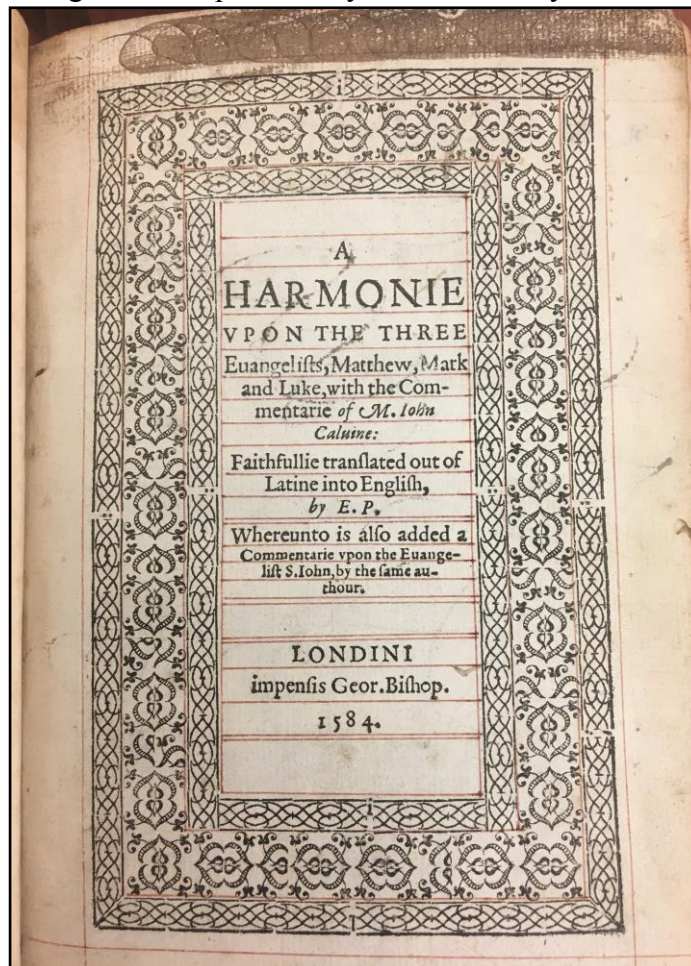 A
HARMONIE
VPON THE THREE
Euangeliſts, Matthew, Mark
and Luke, with the Com-
mentarie of M. Iohn
Caluine:
Faithfullie tranſlated out of
Latine into Engliſh,
by E. P.
Whereunto is alſo added a
Commentarie vpon the Euange-
liſt S. Iohn, by the ſame au-
thour.
LONDINI
impenſis Geor. Biſhop.
1584.